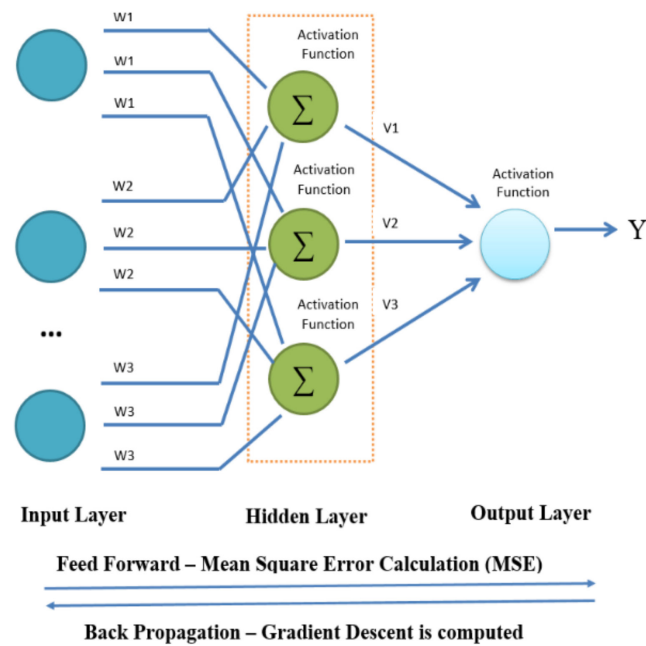 W1
Activation
Function
W1
W1
∑
V1
Activation
Function
Activation
Function
W2
W2
∑
V2
Y
W2
Activation
Function
V3
...
W3
∑
W3
W3
Input Layer
Hidden Layer
Output Layer
Feed Forward – Mean Square Error Calculation (MSE)
Back Propagation – Gradient Descent is computed